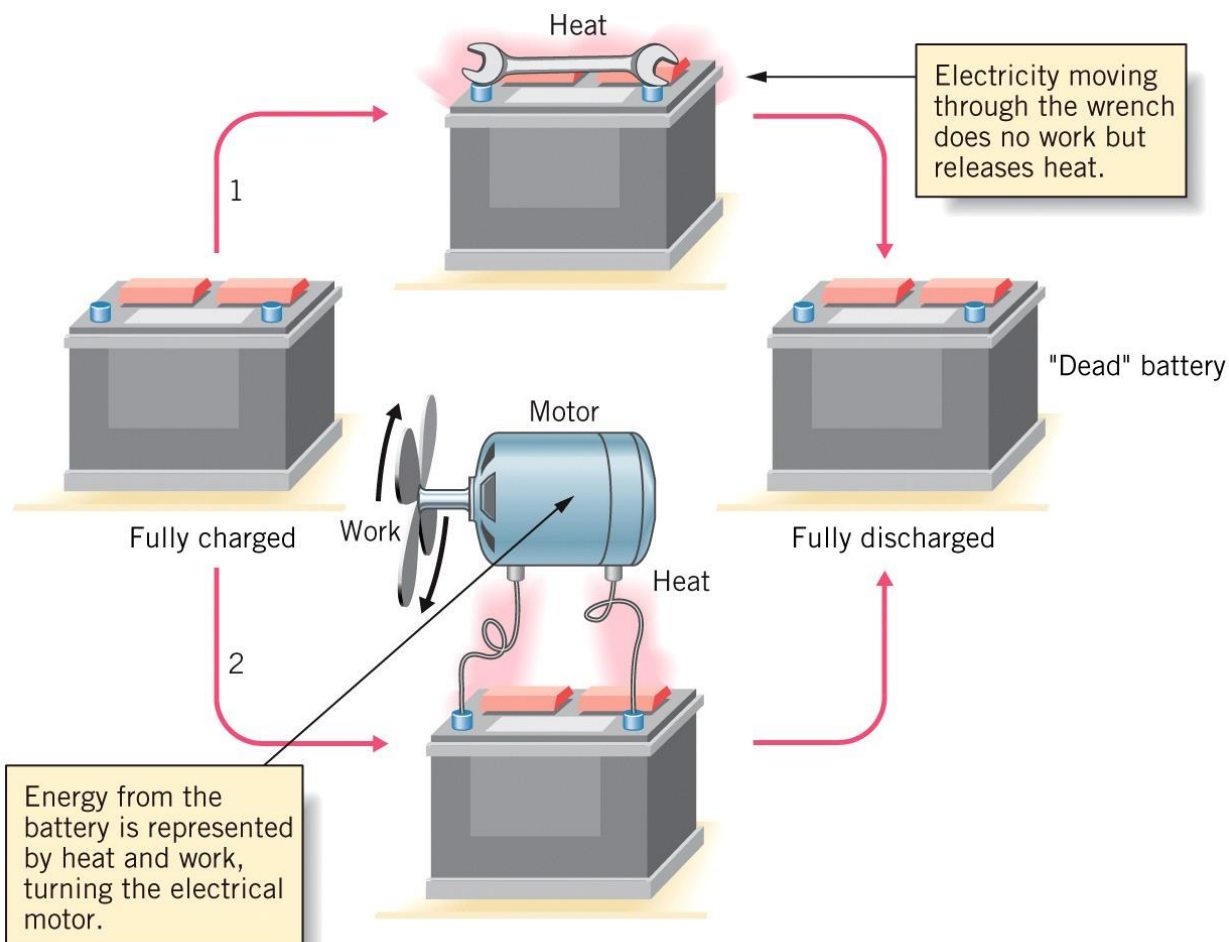 Heat
Electricity moving
through the wrench
does no work but
releases heat.
1
"Dead" battery
Motor
Fully charged
Work
Fully discharged
Heat
2
Energy from the
battery is represented
by heat and work,
turning the electrical
motor.